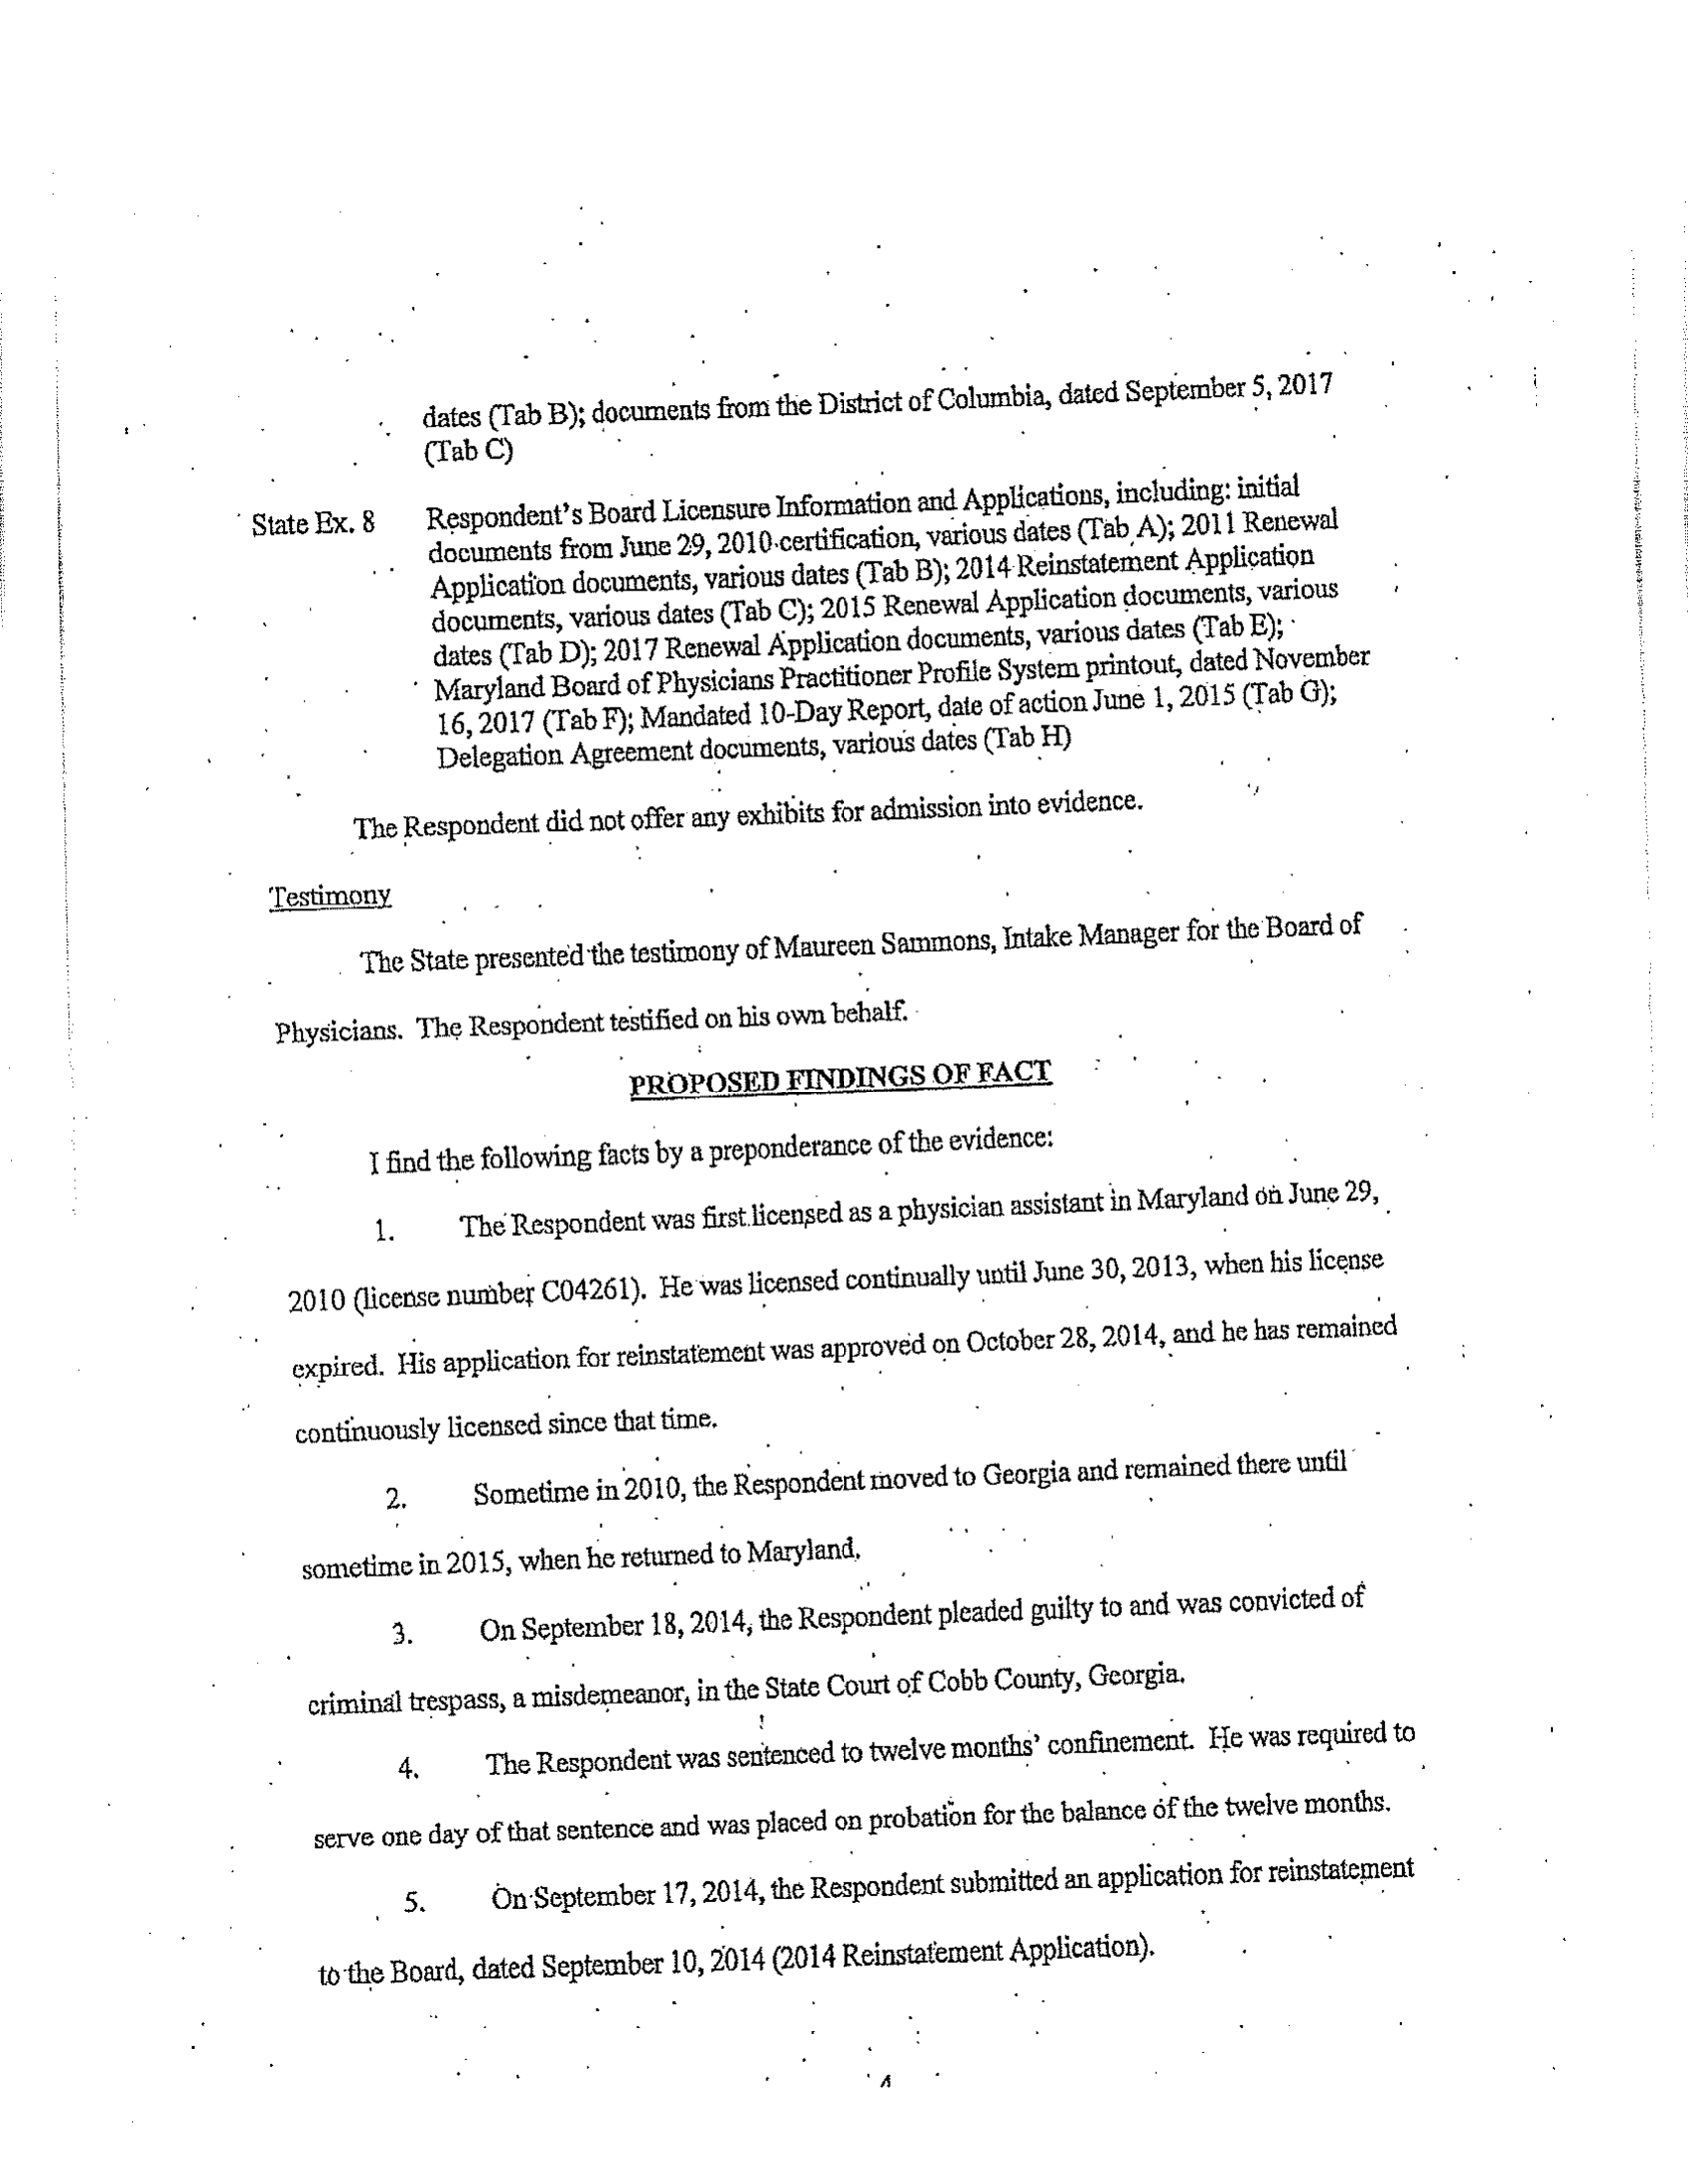 dates (Tab B); documents from the District of Columbia, dated September 5, 2017
(Tab C)
State Ex. 8 Respondent's Board Licensure Information and Applications, including: initial
documents from June 29, 2010 certification, various dates (Tab A); 2011 Renewal
Application documents, various dates (Tab B); 2014 Reinstatement Application
documents, various dates (Tab C); 2015 Renewal Application documents, various
dates (Tab D); 2017 Renewal Application documents, various dates (Tab E);
Maryland Board of Physicians Practitioner Profile System printout, dated November
16, 2017 (Tab F); Mandated 10-Day Report, date of action June 1, 2015 (Tab G);
Delegation Agreement documents, various dates (Tab H)
The Respondent did not offer any exhibits for admission into evidence.
Testimony
The State presented the testimony of Maureen Sammons, Intake Manager for the Board of
Physicians. The Respondent testified on his own behalf.
PROPOSED FINDINGS OF FACT
I find the following facts by a preponderance of the evidence:
1. The Respondent was first licensed as a physician assistant in Maryland on June 29,
2010 (license number C04261). He was licensed continually until June 30, 2013, when his license
expired. His application for reinstatement was approved on October 28, 2014, and he has remained
continuously licensed since that time.
2. Sometime in 2010, the Respondent moved to Georgia and remained there until
sometime in 2015, when he returned to Maryland.
3. On September 18, 2014, the Respondent pleaded guilty to and was convicted of
criminal trespass, a misdemeanor, in the State Court of Cobb County, Georgia.
4. The Respondent was sentenced to twelve months' confinement. He was required to
serve one day of that sentence and was placed on probation for the balance of the twelve months.
5. On September 17, 2014, the Respondent submitted an application for reinstatement
to the Board, dated September 10, 2014 (2014 Reinstatement Application).